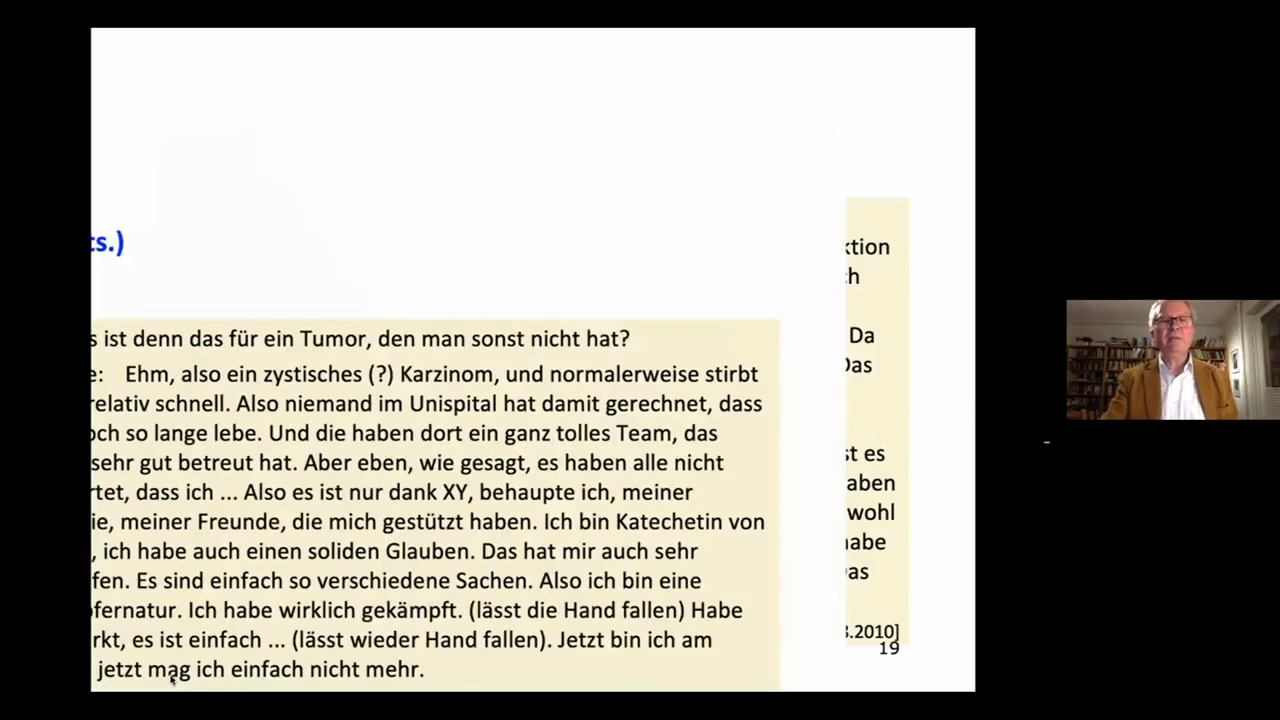 ts.)
s ist denn das für ein Tumor, den man sonst nicht hat?
e: Ehm, also ein zystisches (?) Karzinom, und normalerweise stirbt
relativ schnell. Also niemand im Unispital hat damit gerechnet, dass
och so lange lebe. Und die haben dort ein ganz tolles Team, das
sehr gut betreut hat. Aber eben, wie gesagt, es haben alle nicht
rtet, dass ich ... Also es ist nur dank XY, behaupte ich, meiner
ie, meiner Freunde, die mich gestützt haben. Ich bin Katechetin von
, ich habe auch einen soliden Glauben. Das hat mir auch sehr
fen. Es sind einfach so verschiedene Sachen. Also ich bin eine
pfernatur. Ich habe wirklich gekämpft. (lässt die Hand fallen) Habe
rkt, es ist einfach ... (lässt wieder Hand fallen). Jetzt bin ich am
jetzt mag ich einfach nicht mehr.
ktion
ch
Da
Das
st es
aben
wohl
habe
as
3.2010]
19